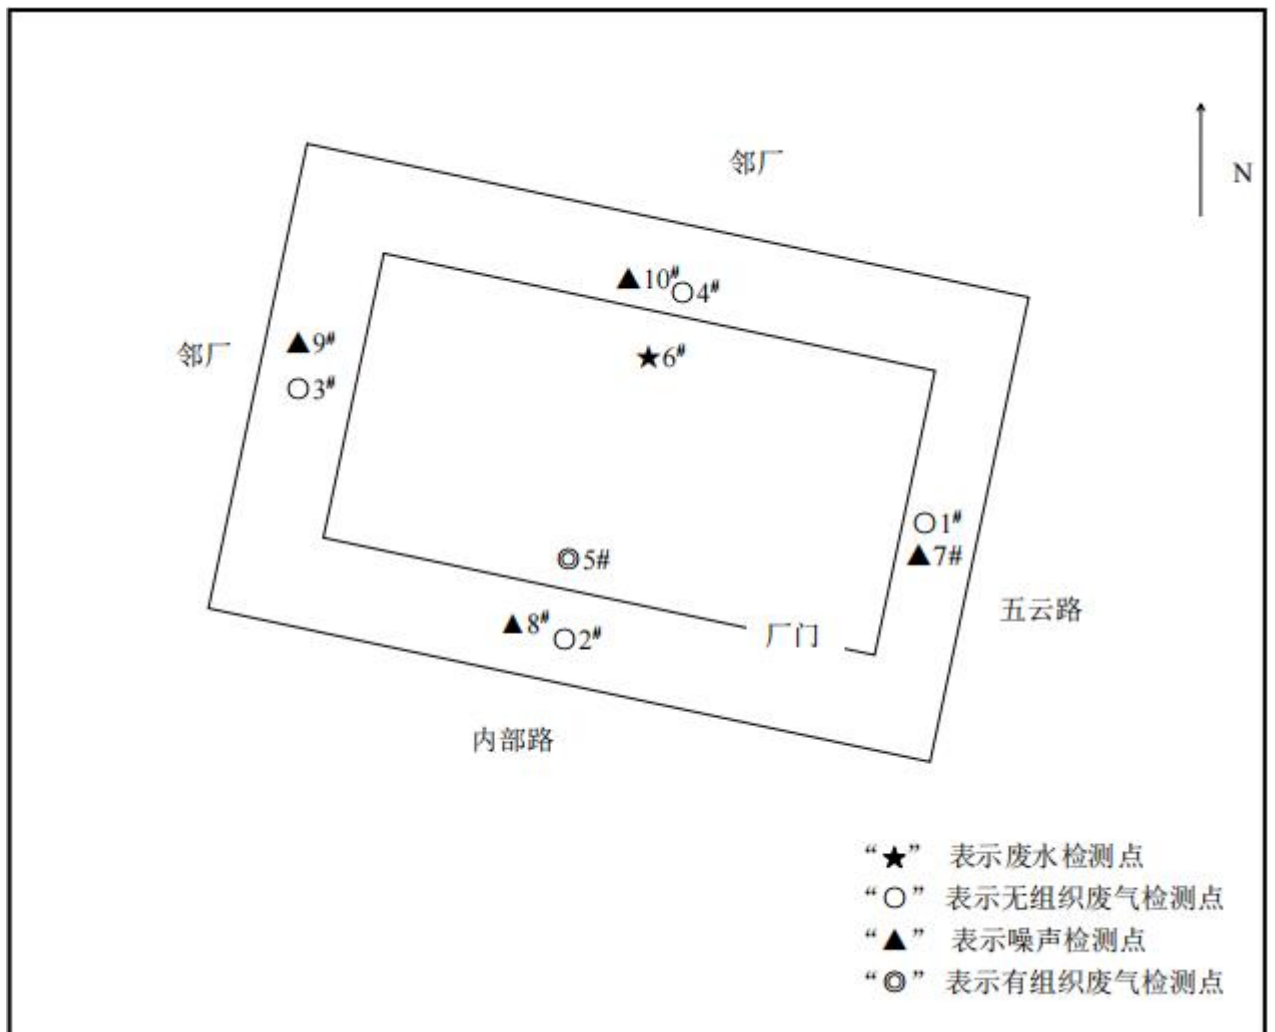 邻厂
N
▲10# ○4#
★6#
邻厂
▲9#
○3#
○1#
▲7#
◎5#
▲8# ○2#
厂门
五云路
内部路
“★” 表示废水检测点
“○” 表示无组织废气检测点
“▲” 表示噪声检测点
“◎” 表示有组织废气检测点